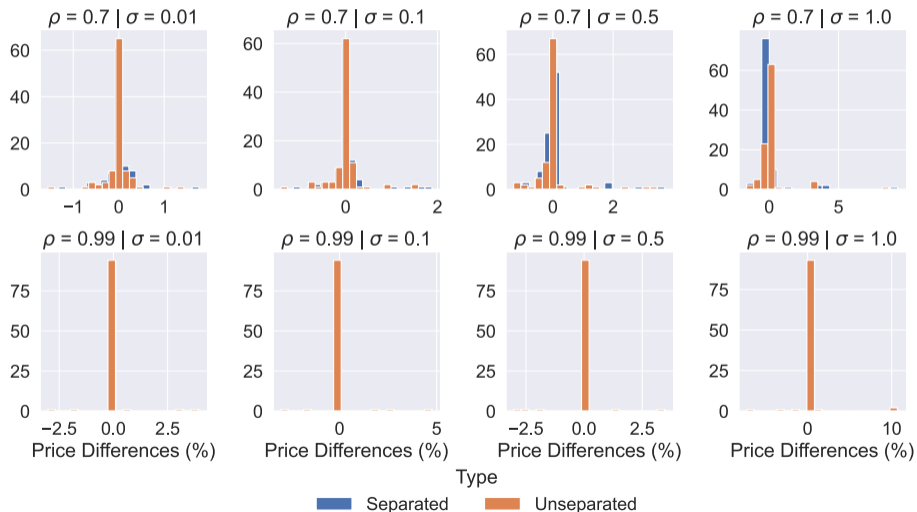 ρ = 0.7 | σ = 0.01 ρ = 0.7 | σ = 0.1 ρ = 0.7 | σ = 0.5 ρ = 0.7 | σ = 1.0
60 60 60 60
40 40 40 40
20 20 20 20
0 0 0 0
−1 0 1 0 2 0 2 0 5
ρ = 0.99 | σ = 0.01 ρ = 0.99 | σ = 0.1 ρ = 0.99 | σ = 0.5 ρ = 0.99 | σ = 1.0
75 75 75 75
50 50 50 50
25 25 25 25
0 0 0 0
−2.5 0.0 2.5 0 5 −2.5 0.0 2.5 0 10
Price Differences (%) Price Differences (%) Price Differences (%) Price Differences (%)
Type
Separated Unseparated